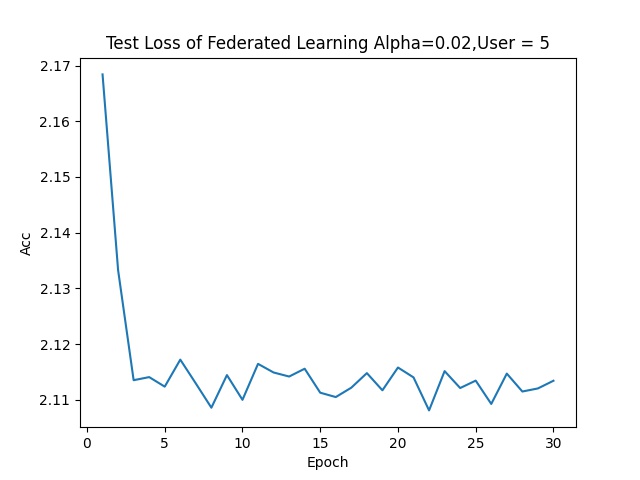 Test Loss of Federated Learning Alpha=0.02,User = 5
2.17
2.16
2.15
2.14
2.13
2.12
2.11
Acc
0 5 10 15 20 25 30
Epoch